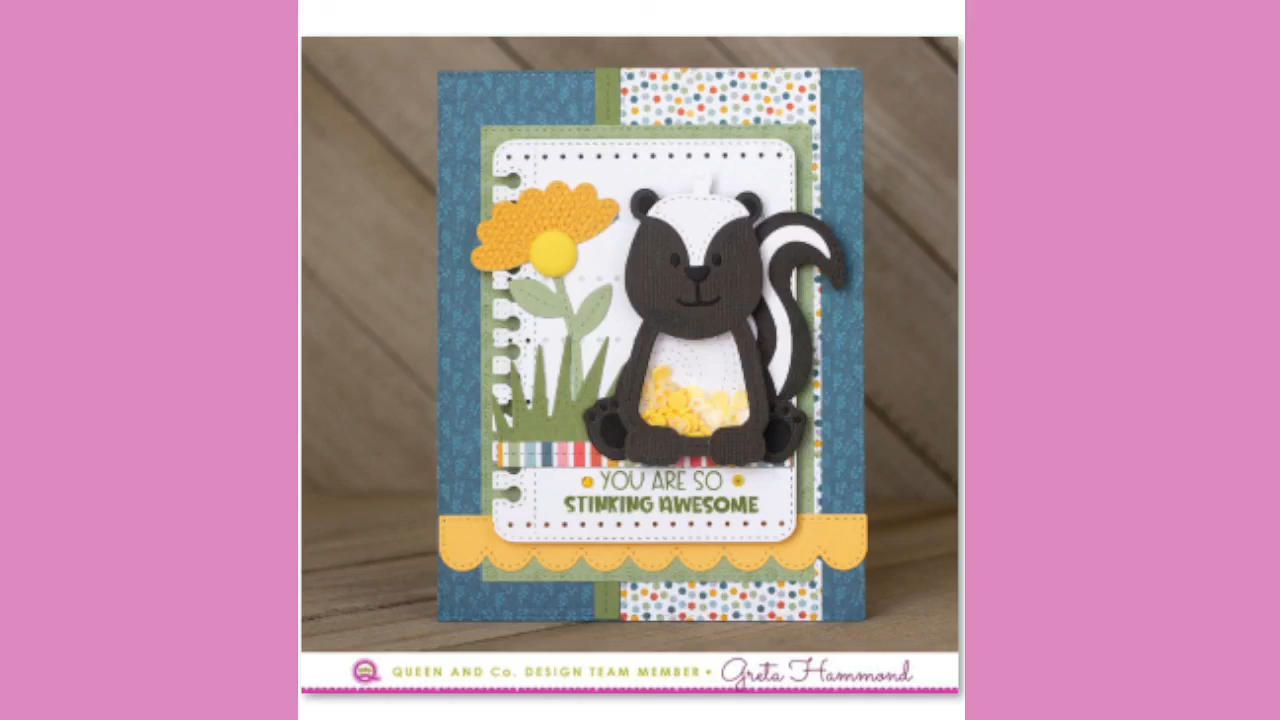 YOU ARE SO
STINKING AWESOME
QUEEN AND Co. DESIGN TEAM MEMBER • Greta Hammond